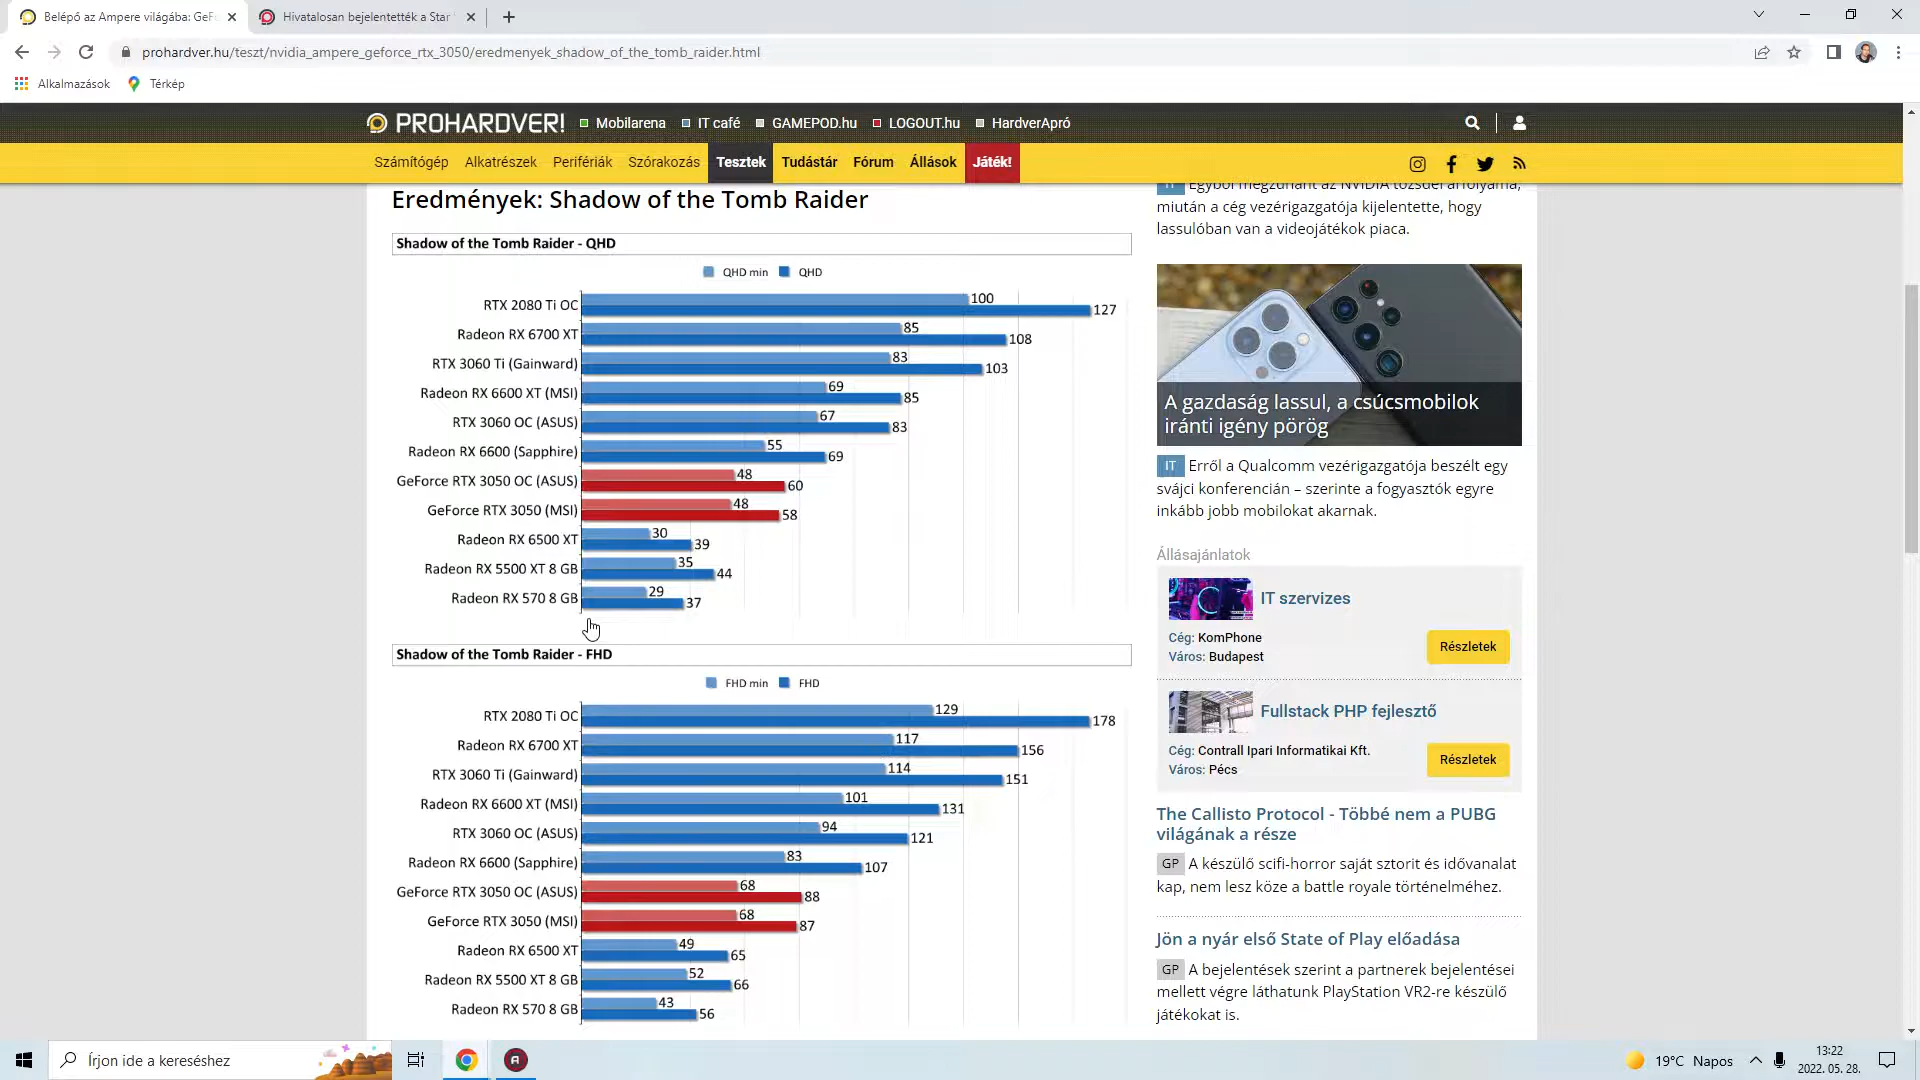 Belépő az Ampere világába: GeF
Hivatalosan bejelentették a Star
prohardver.hu/teszt/nvidia_ampere_geforce_rtx_3050/eredmenyek_shadow_of_the_tomb_raider.html
Alkalmazások
Térkép
PROHARDVER!
Mobilarena
IT café
GAMEPOD.hu
LOGOUT.hu
HardverApró
Számítógép
Alkatrészek
Perifériák
Szórakozás
Tesztek
Tudástár
Fórum
Állások
Játék!
Eredmények: Shadow of the Tomb Raider
Shadow of the Tomb Raider - QHD
QHD min QHD
RTX 2080 Ti OC 100 127
Radeon RX 6700 XT 85 108
RTX 3060 Ti (Gainward) 83 103
Radeon RX 6600 XT (MSI) 69 85
RTX 3060 OC (ASUS) 67 83
Radeon RX 6600 (Sapphire) 55 69
GeForce RTX 3050 OC (ASUS) 48 60
GeForce RTX 3050 (MSI) 48 58
Radeon RX 6500 XT 30 39
Radeon RX 5500 XT 8 GB 35 44
Radeon RX 570 8 GB 29 37
Shadow of the Tomb Raider - FHD
FHD min FHD
RTX 2080 Ti OC 129 178
Radeon RX 6700 XT 117 156
RTX 3060 Ti (Gainward) 114 151
Radeon RX 6600 XT (MSI) 101 131
RTX 3060 OC (ASUS) 94 121
Radeon RX 6600 (Sapphire) 83 107
GeForce RTX 3050 OC (ASUS) 68 88
GeForce RTX 3050 (MSI) 68 87
Radeon RX 6500 XT 49 65
Radeon RX 5500 XT 8 GB 52 66
Radeon RX 570 8 GB 43 56
IT Egyből megzuhant az NVIDIA tőzsdei árfolyama,
miután a cég vezérigazgatója kijelentette, hogy
lassulóban van a videojátékok piaca.
A gazdaság lassul, a csúcsmobilok
iránti igény pörög
IT Erről a Qualcomm vezérigazgatója beszélt egy
svájci konferencián – szerinte a fogyasztók egyre
inkább jobb mobilokat akarnak.
Állásajánlatok
IT szervizes
Cég: KomPhone
Város: Budapest
Részletek
Fullstack PHP fejlesztő
Cég: Contrall Ipari Informatikai Kft.
Város: Pécs
Részletek
The Callisto Protocol - Többé nem a PUBG
világának a része
GP A készülő scifi-horror saját sztorit és idővanalat
kap, nem lesz köze a battle royale történelméhez.
Jön a nyár első State of Play előadása
GP A bejelentések szerint a partnerek bejelentései
mellett végre láthatunk PlayStation VR2-re készülő
játékokat is.
Írjon ide a kereséshez
19°C Napos
13:22
2022. 05. 28.